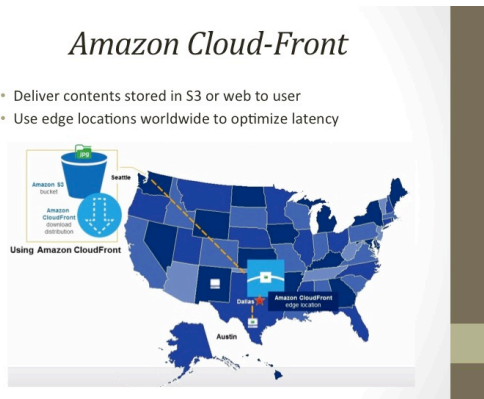 Amazon Cloud-Front
• Deliver contents stored in S3 or web to user
• Use edge locations worldwide to optimize latency
JPG
Seattle
Amazon S3
bucket
Amazon
CloudFront
download
distribution
Using Amazon CloudFront
Dallas
Amazon CloudFront
edge location
Austin